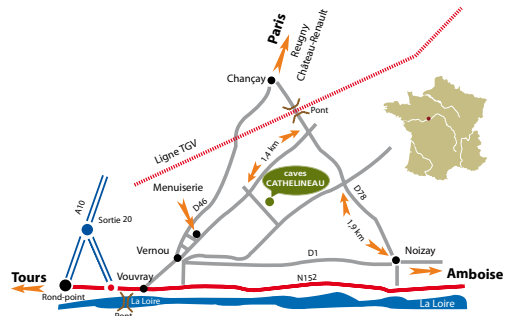 Paris
Reugny
Château-Renault
Chançay
Pont
Ligne TGV
1,4 km
caves
CATHELINEAU
Menuiserie
D46
D78
A10
Sortie 20
1,9 km
Vernou
D1
Noizay
Tours
Vouvray
N152
Amboise
Rond-point
La Loire
La Loire
Pont